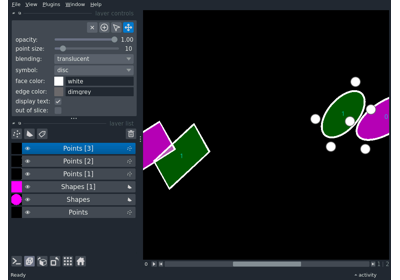 File View Plugins Window Help
layer controls
opacity: 1.00
point size: 10
blending: translucent
symbol: disc
face color: white
edge color: dimgrey
display text:
out of slice:
layer list
Points [3]
Points [2]
Points [1]
Shapes [1]
Shapes
Points
Ready
activity